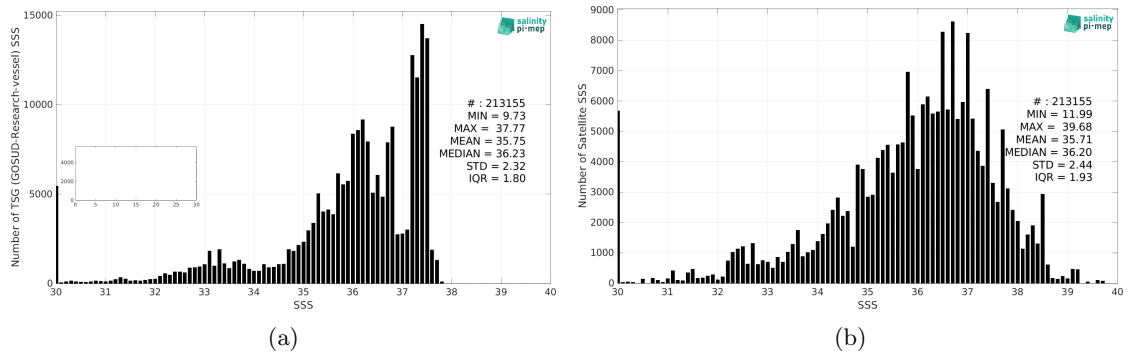 15000
10000
5000
0
Number of TSG (GOSUD-Research-vessel) SSS
salinity
pi-mep
# : 213155
MIN = 9.73
MAX = 37.77
MEAN = 35.75
MEDIAN = 36.23
STD = 2.32
IQR = 1.80
4000
2000
0
0 5 10 15 20 25 30
30 31 32 33 34 35 36 37 38 39 40
SSS
(a)
9000
8000
7000
6000
5000
4000
3000
2000
1000
0
Number of Satellite SSS
salinity
pi-mep
# : 213155
MIN = 11.99
MAX = 39.68
MEAN = 35.71
MEDIAN = 36.20
STD = 2.44
IQR = 1.93
30 31 32 33 34 35 36 37 38 39 40
SSS
(b)